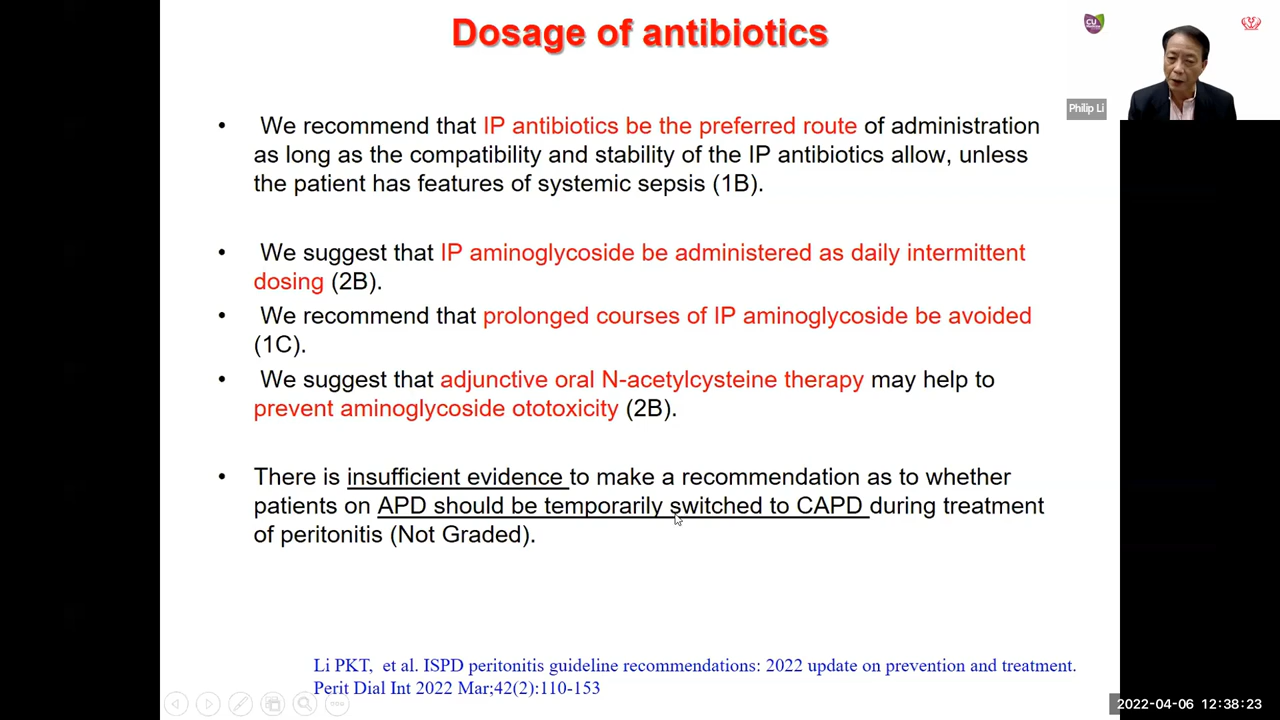 Dosage of antibiotics
CU
Philip Li
• We recommend that IP antibiotics be the preferred route of administration
as long as the compatibility and stability of the IP antibiotics allow, unless
the patient has features of systemic sepsis (1B).
• We suggest that IP aminoglycoside be administered as daily intermittent
dosing (2B).
• We recommend that prolonged courses of IP aminoglycoside be avoided
(1C).
• We suggest that adjunctive oral N-acetylcysteine therapy may help to
prevent aminoglycoside ototoxicity (2B).
• There is insufficient evidence to make a recommendation as to whether
patients on APD should be temporarily switched to CAPD during treatment
of peritonitis (Not Graded).
Li PKT, et al. ISPD peritonitis guideline recommendations: 2022 update on prevention and treatment.
Perit Dial Int 2022 Mar;42(2):110-153
2022-04-06 12:38:23